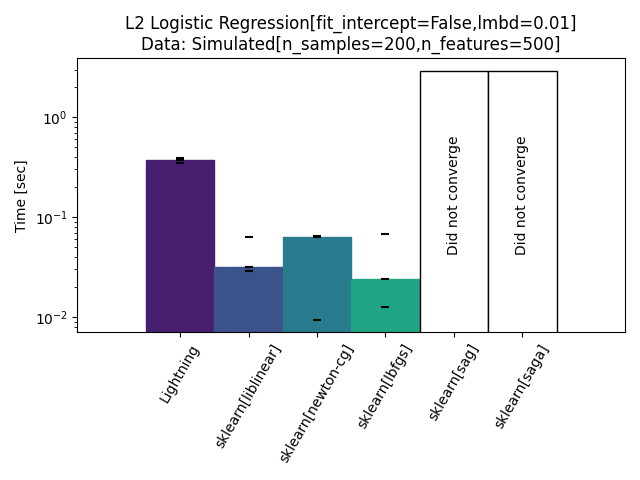 L2 Logistic Regression[fit_intercept=False,lmbd=0.01]
Data: Simulated[n_samples=200,n_features=500]
Time [sec]
10^0
10^-1
10^-2
Did not converge
Did not converge
Lightning
sklearn[liblinear]
sklearn[newton-cg]
sklearn[lbfgs]
sklearn[sag]
sklearn[saga]